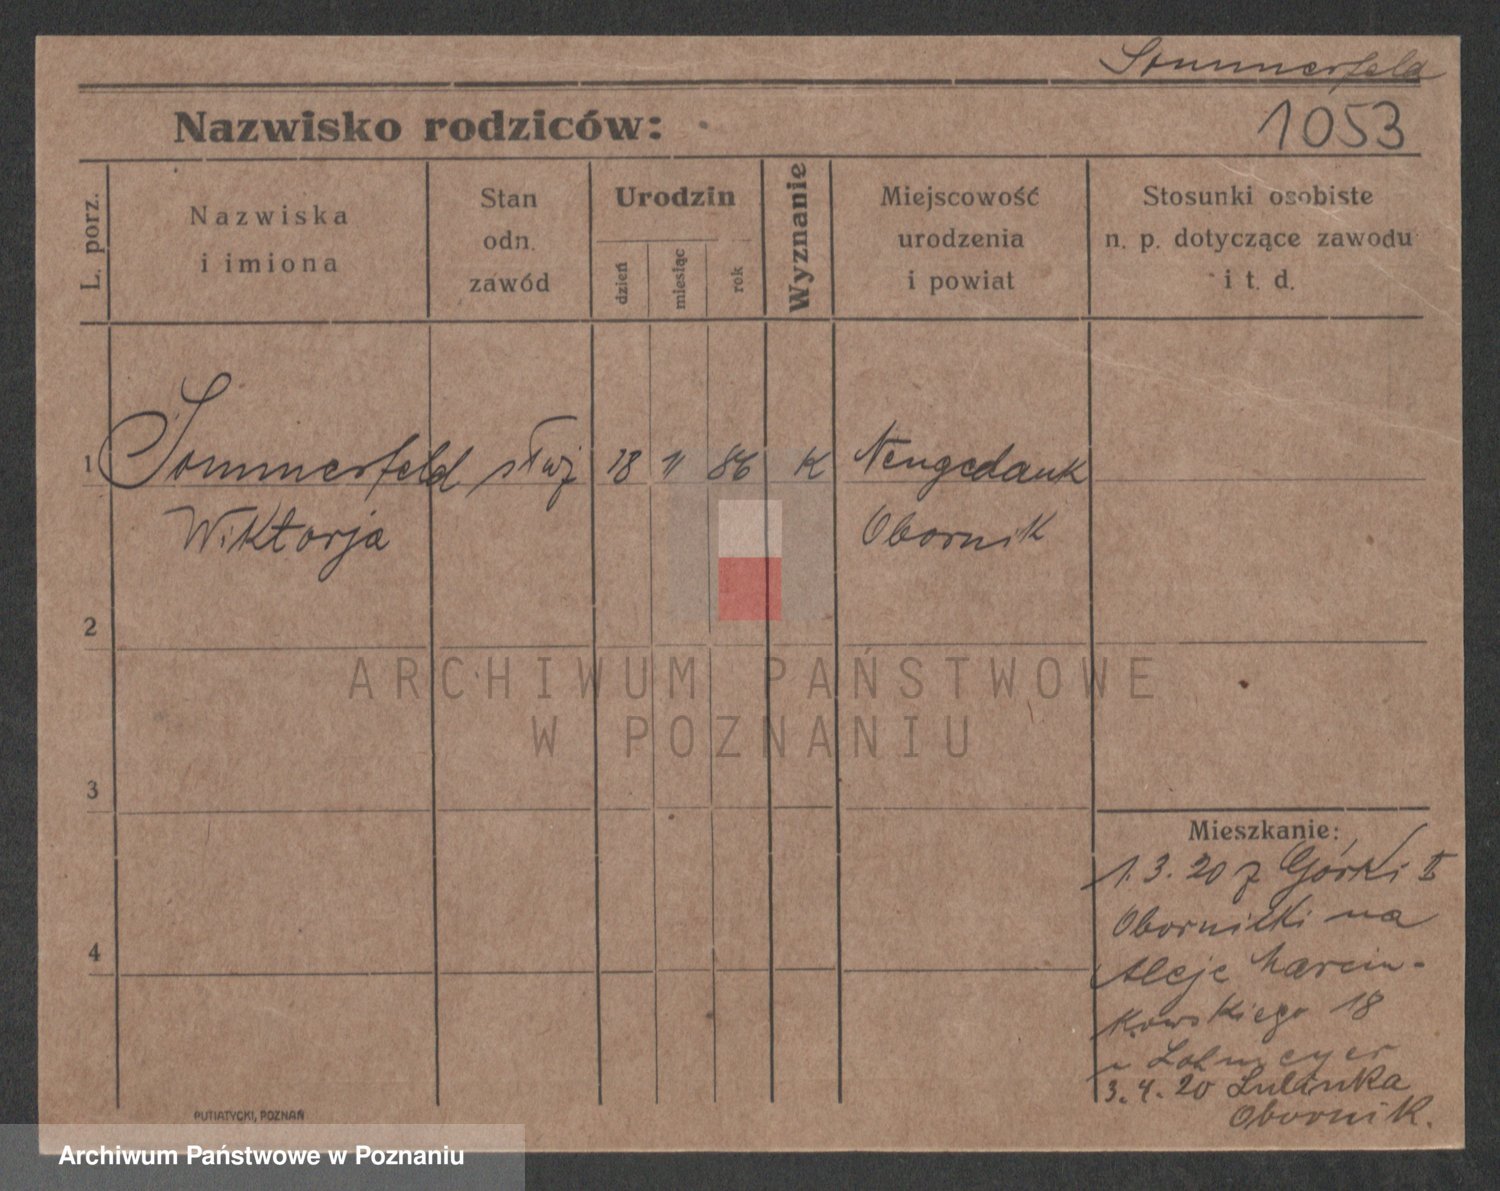 Sommerfeld
1053
Nazwisko rodziców:
L. porz.
Nazwiska
i imiona
Stan
odn.
zawód
Urodzin
dzień
miesiąc
rok
Wyznanie
Miejscowość
urodzenia
i powiat
Stosunki osobiste
n. p. dotyczące zawodu
i t. d.
1 Sommerfeld służ 18 11 86 K Neugedank
Wiktorja Obornik
2
ARCHIWUM PAŃSTWOWE
W POZNANIU
3
Mieszkanie:
1.3.20 z Górki II
Oborniki na
Aleje Marcin-
kowskiego 18
u Lohmeyer
3.4.20
Obornik.
4
PUTIATYCKI, POZNAŃ
Archiwum Państwowe w Poznaniu